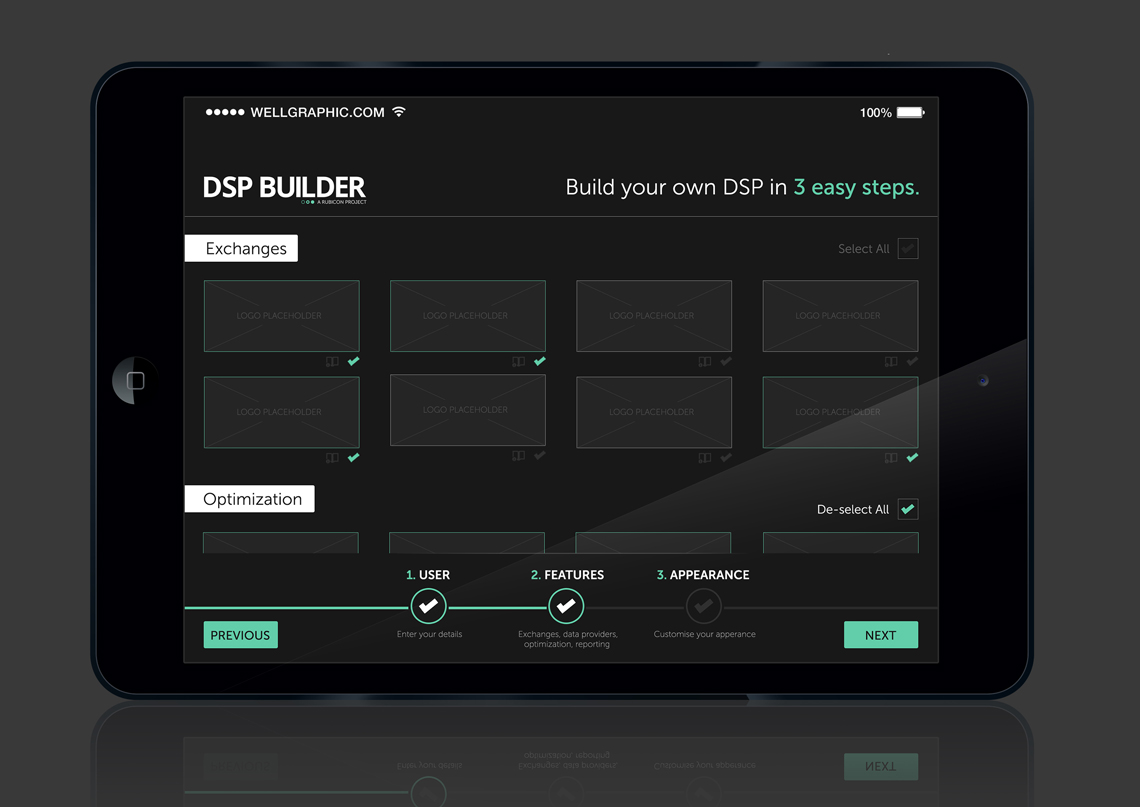 WELLGRAPHIC.COM
100%
DSP BUILDER
A RUBICON PROJECT
Build your own DSP in 3 easy steps.
Exchanges
Select All
LOGO PLACEHOLDER
LOGO PLACEHOLDER
LOGO PLACEHOLDER
LOGO PLACEHOLDER
LOGO PLACEHOLDER
LOGO PLACEHOLDER
LOGO PLACEHOLDER
LOGO PLACEHOLDER
Optimization
De-select All
1. USER
2. FEATURES
3. APPEARANCE
Enter your details
Exchanges, data providers,
optimization, reporting
Customise your apperance
PREVIOUS
NEXT